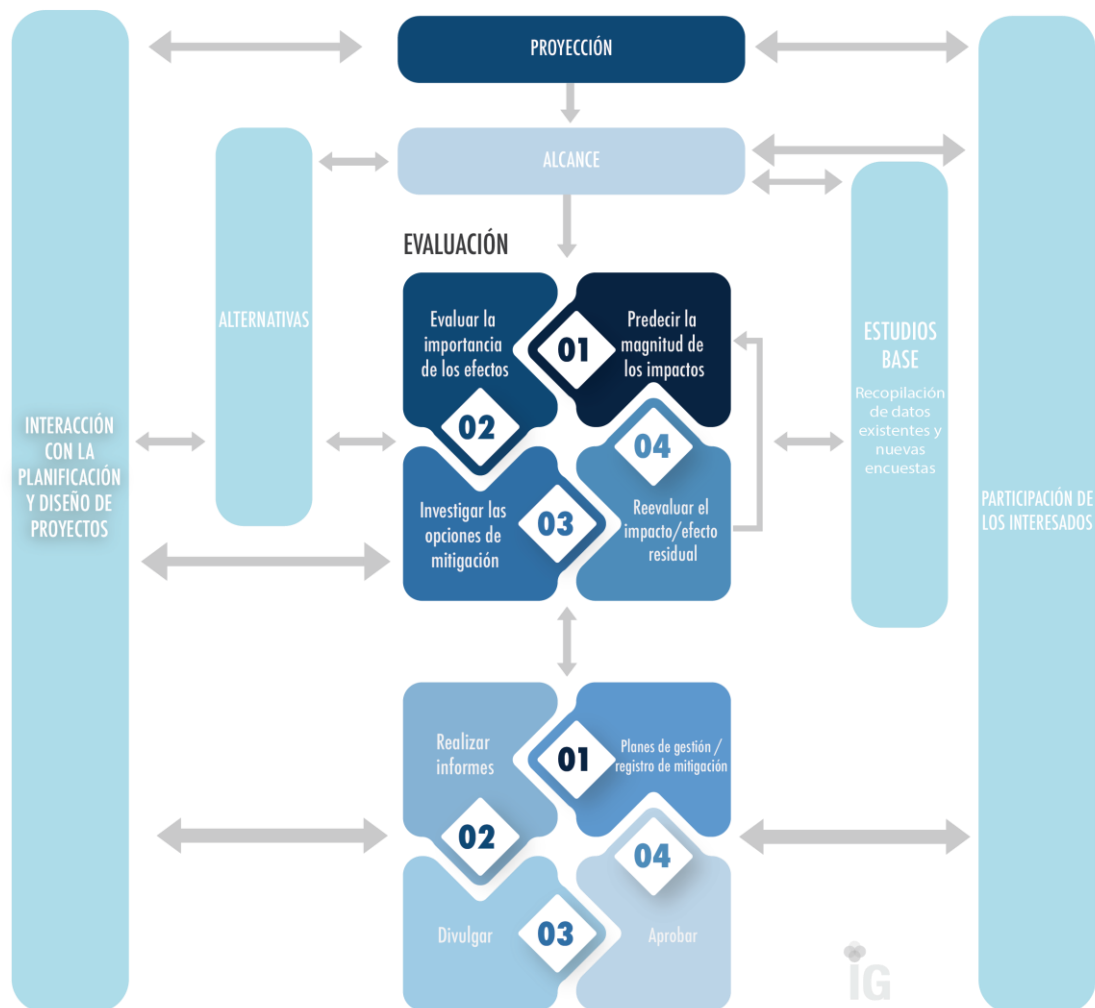 PROYECCIÓN
ALCANCE
EVALUACIÓN
ALTERNATIVAS
Evaluar la
importancia
de los efectos
01
Predecir la
magnitud de
los impactos
02
04
Investigar las
opciones de
mitigación
03
Reevaluar el
impacto/efecto
residual
ESTUDIOS
BASE
Recopilación
de datos
existentes y
nuevas
encuestas
INTERACCIÓN
CON LA
PLANIFICACIÓN
Y DISEÑO DE
PROYECTOS
PARTICIPACIÓN DE
LOS INTERESADOS
Realizar
informes
01
Planes de gestión /
registro de mitigación
02
04
Divulgar
03
Aprobar
iG